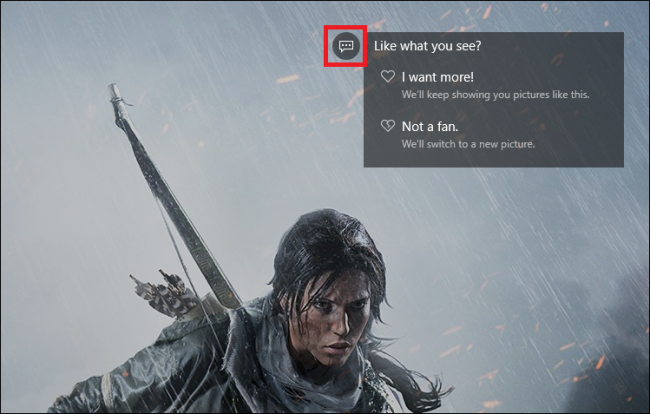 Like what you see?
I want more!
We'll keep showing you pictures like this.
Not a fan.
We'll switch to a new picture.